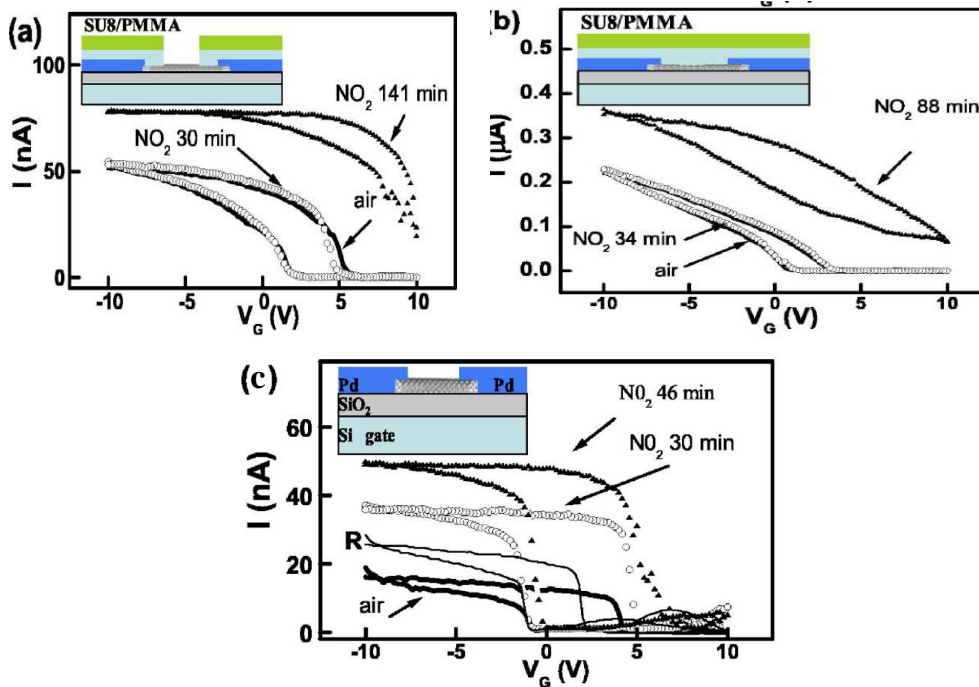 (a)
SU8/PMMA
100
NO2 141 min
NO2 30 min
50
I (nA)
air
0
-10 -5 0 5 10
VG (V)
G
(b)
SU8/PMMA
0.5
0.4
NO2 88 min
0.3
I (μA)
0.2
NO2 34 min
0.1
air
0.0
-10 -5 0 5 10
VG (V)
(c)
Pd Pd
SiO2
Si gate
N02 46 min
60
N02 30 min
I (nA)
40
R
20
air
0
-10 -5 0 5 10
VG (V)